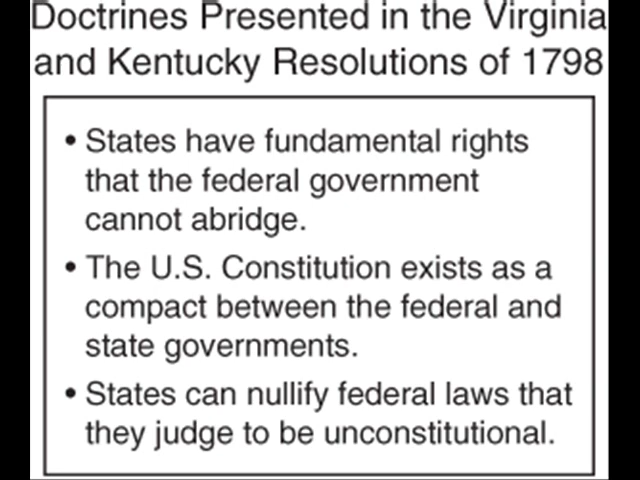 Doctrines Presented in the Virginia
and Kentucky Resolutions of 1798
• States have fundamental rights
that the federal government
cannot abridge.
• The U.S. Constitution exists as a
compact between the federal and
state governments.
• States can nullify federal laws that
they judge to be unconstitutional.